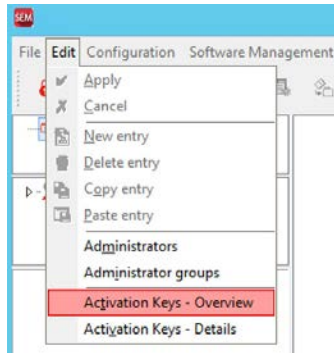 SEM
File Edit Configuration Software Management
Apply
Cancel
New entry
Delete entry
Copy entry
Paste entry
Administrators
Administrator groups
Activation Keys - Overview
Activation Keys - Details